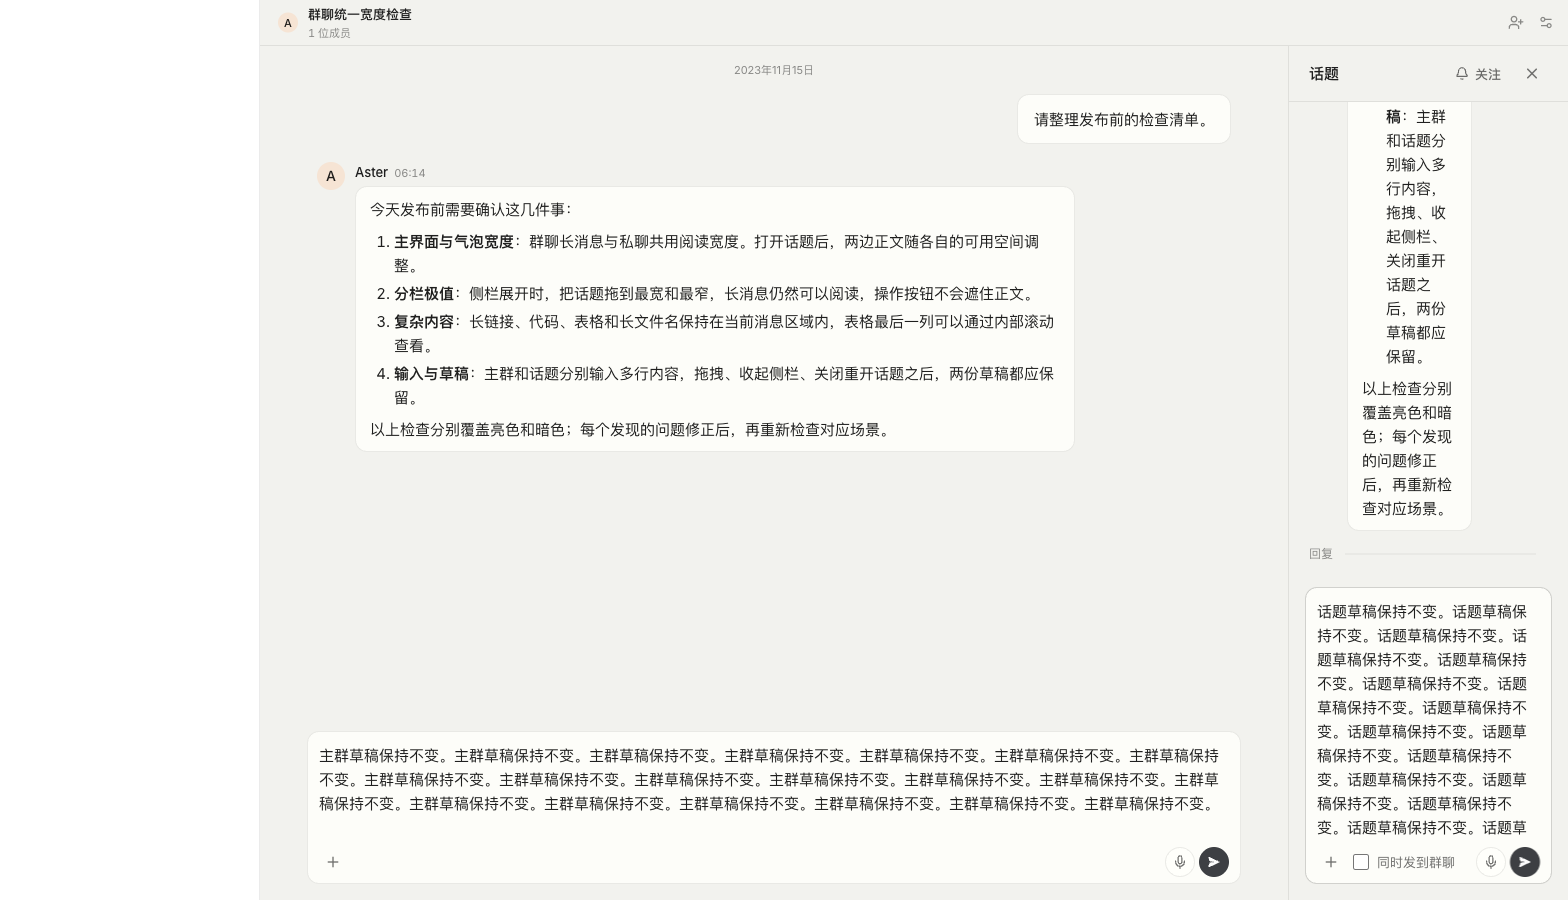 A
群聊统一宽度检查
1 位成员
2023年11月15日
请整理发布前的检查清单。
A
Aster 06:14
今天发布前需要确认这几件事：
1. 主界面与气泡宽度：群聊长消息与私聊共用阅读宽度。打开话题后，两边正文随各自的可用空间调
整。
2. 分栏极值：侧栏展开时，把话题拖到最宽和最窄，长消息仍然可以阅读，操作按钮不会遮住正文。
3. 复杂内容：长链接、代码、表格和长文件名保持在当前消息区域内，表格最后一列可以通过内部滚动
查看。
4. 输入与草稿：主群和话题分别输入多行内容，拖拽、收起侧栏、关闭重开话题之后，两份草稿都应保
留。
以上检查分别覆盖亮色和暗色；每个发现的问题修正后，再重新检查对应场景。
主群草稿保持不变。主群草稿保持不变。主群草稿保持不变。主群草稿保持不变。主群草稿保持不变。主群草稿保持不变。主群草稿保持
不变。主群草稿保持不变。主群草稿保持不变。主群草稿保持不变。主群草稿保持不变。主群草稿保持不变。主群草稿保持不变。主群草
稿保持不变。主群草稿保持不变。主群草稿保持不变。主群草稿保持不变。主群草稿保持不变。主群草稿保持不变。主群草稿保持不变。
话题
关注
稿：主群
和话题分
别输入多
行内容，
拖拽、收
起侧栏、
关闭重开
话题之
后，两份
草稿都应
保留。
以上检查分别
覆盖亮色和暗
色；每个发现
的问题修正
后，再重新检
查对应场景。
回复
话题草稿保持不变。话题草稿保
持不变。话题草稿保持不变。话
题草稿保持不变。话题草稿保持
不变。话题草稿保持不变。话题
草稿保持不变。话题草稿保持不
变。话题草稿保持不变。话题草
稿保持不变。话题草稿保持不
变。话题草稿保持不变。话题草
稿保持不变。话题草稿保持不
变。话题草稿保持不变。话题草
同时发到群聊